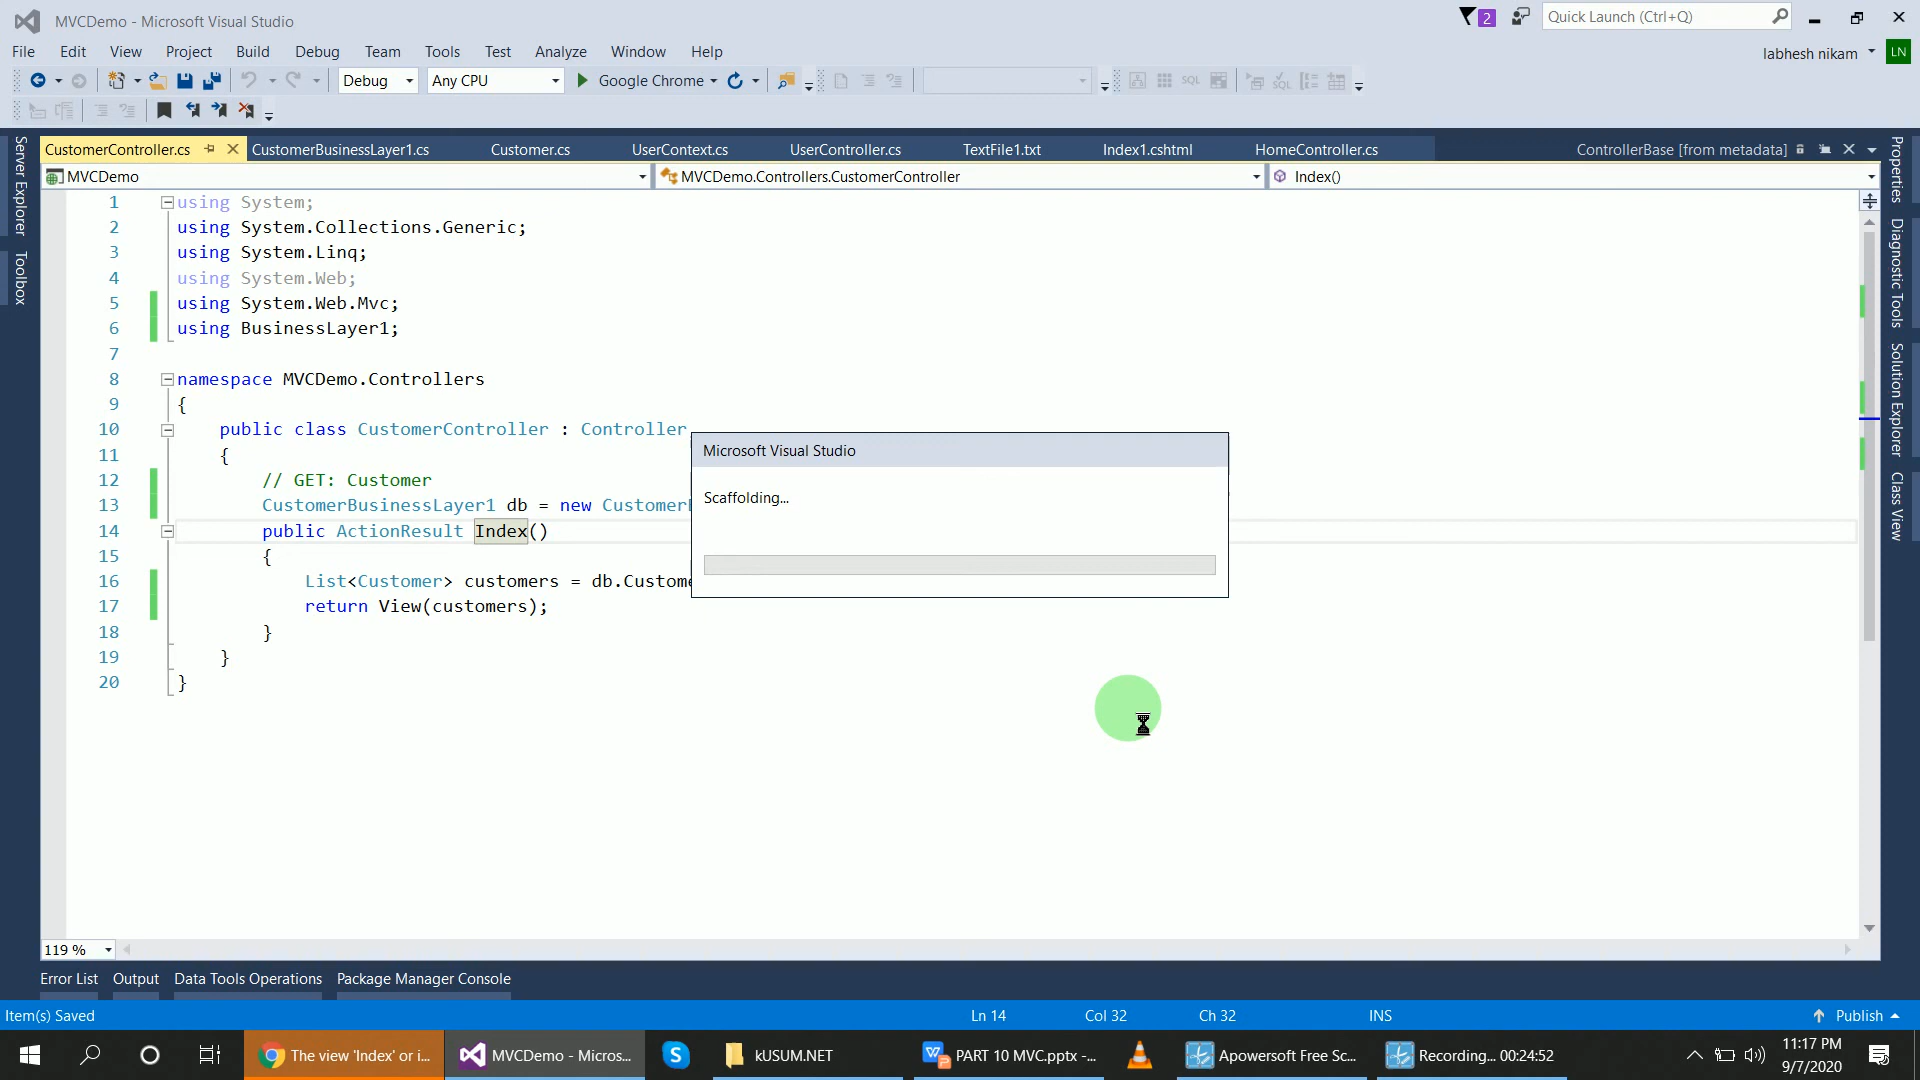 MVCDemo - Microsoft Visual Studio
2
Quick Launch (Ctrl+Q)
File Edit View Project Build Debug Team Tools Test Analyze Window Help
labhesh nikam LN
Debug Any CPU Google Chrome
SQL
Server Explorer
Toolbox
CustomerController.cs CustomerBusinessLayer1.cs Customer.cs UserContext.cs UserController.cs TextFile1.txt Index1.cshtml HomeController.cs ControllerBase [from metadata]
MVCDemo MVCDemo.Controllers.CustomerController Index()
Properties
Diagnostic Tools
Solution Explorer
Class View
1 using System;
2 using System.Collections.Generic;
3 using System.Linq;
4 using System.Web;
5 using System.Web.Mvc;
6 using BusinessLayer1;
7
8 namespace MVCDemo.Controllers
9 {
10 public class CustomerController : Controller
11 {
12 // GET: Customer
13 CustomerBusinessLayer1 db = new Customer
14 public ActionResult Index()
15 {
16 List<Customer> customers = db.Custome
17 return View(customers);
18 }
19 }
20 }
Microsoft Visual Studio
Scaffolding...
119 %
Error List Output Data Tools Operations Package Manager Console
Item(s) Saved Ln 14 Col 32 Ch 32 INS Publish
The view 'Index' or i... MVCDemo - Micros... S kUSUM.NET PART 10 MVC.pptx -... Apowersoft Free Sc... Recording... 00:24:52 11:17 PM
9/7/2020